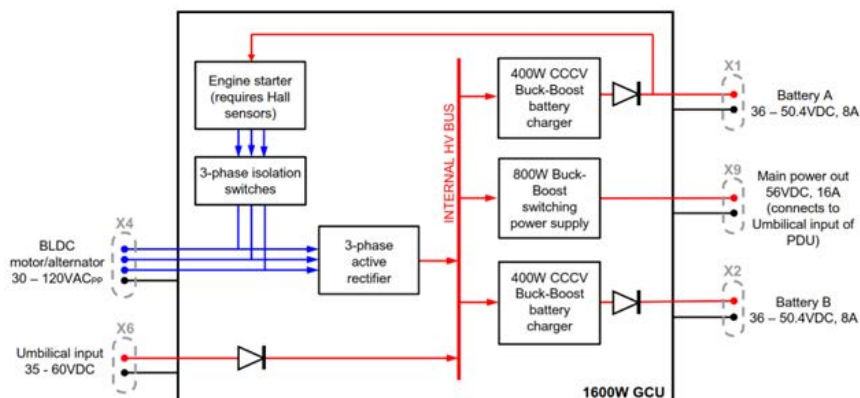 Engine starter
(requires Hall
sensors)
3-phase isolation
switches
X4
BLDC
motor/alternator
30 – 120VACPP
3-phase
active
rectifier
X6
Umbilical input
35 - 60VDC
INTERNAL HV BUS
400W CCCV
Buck-Boost
battery
charger
X1
Battery A
36 – 50.4VDC, 8A
800W Buck-
Boost
switching
power supply
X9
Main power out
56VDC, 16A
(connects to
Umbilical input of
PDU)
400W CCCV
Buck-Boost
battery
charger
X2
Battery B
36 – 50.4VDC, 8A
1600W GCU